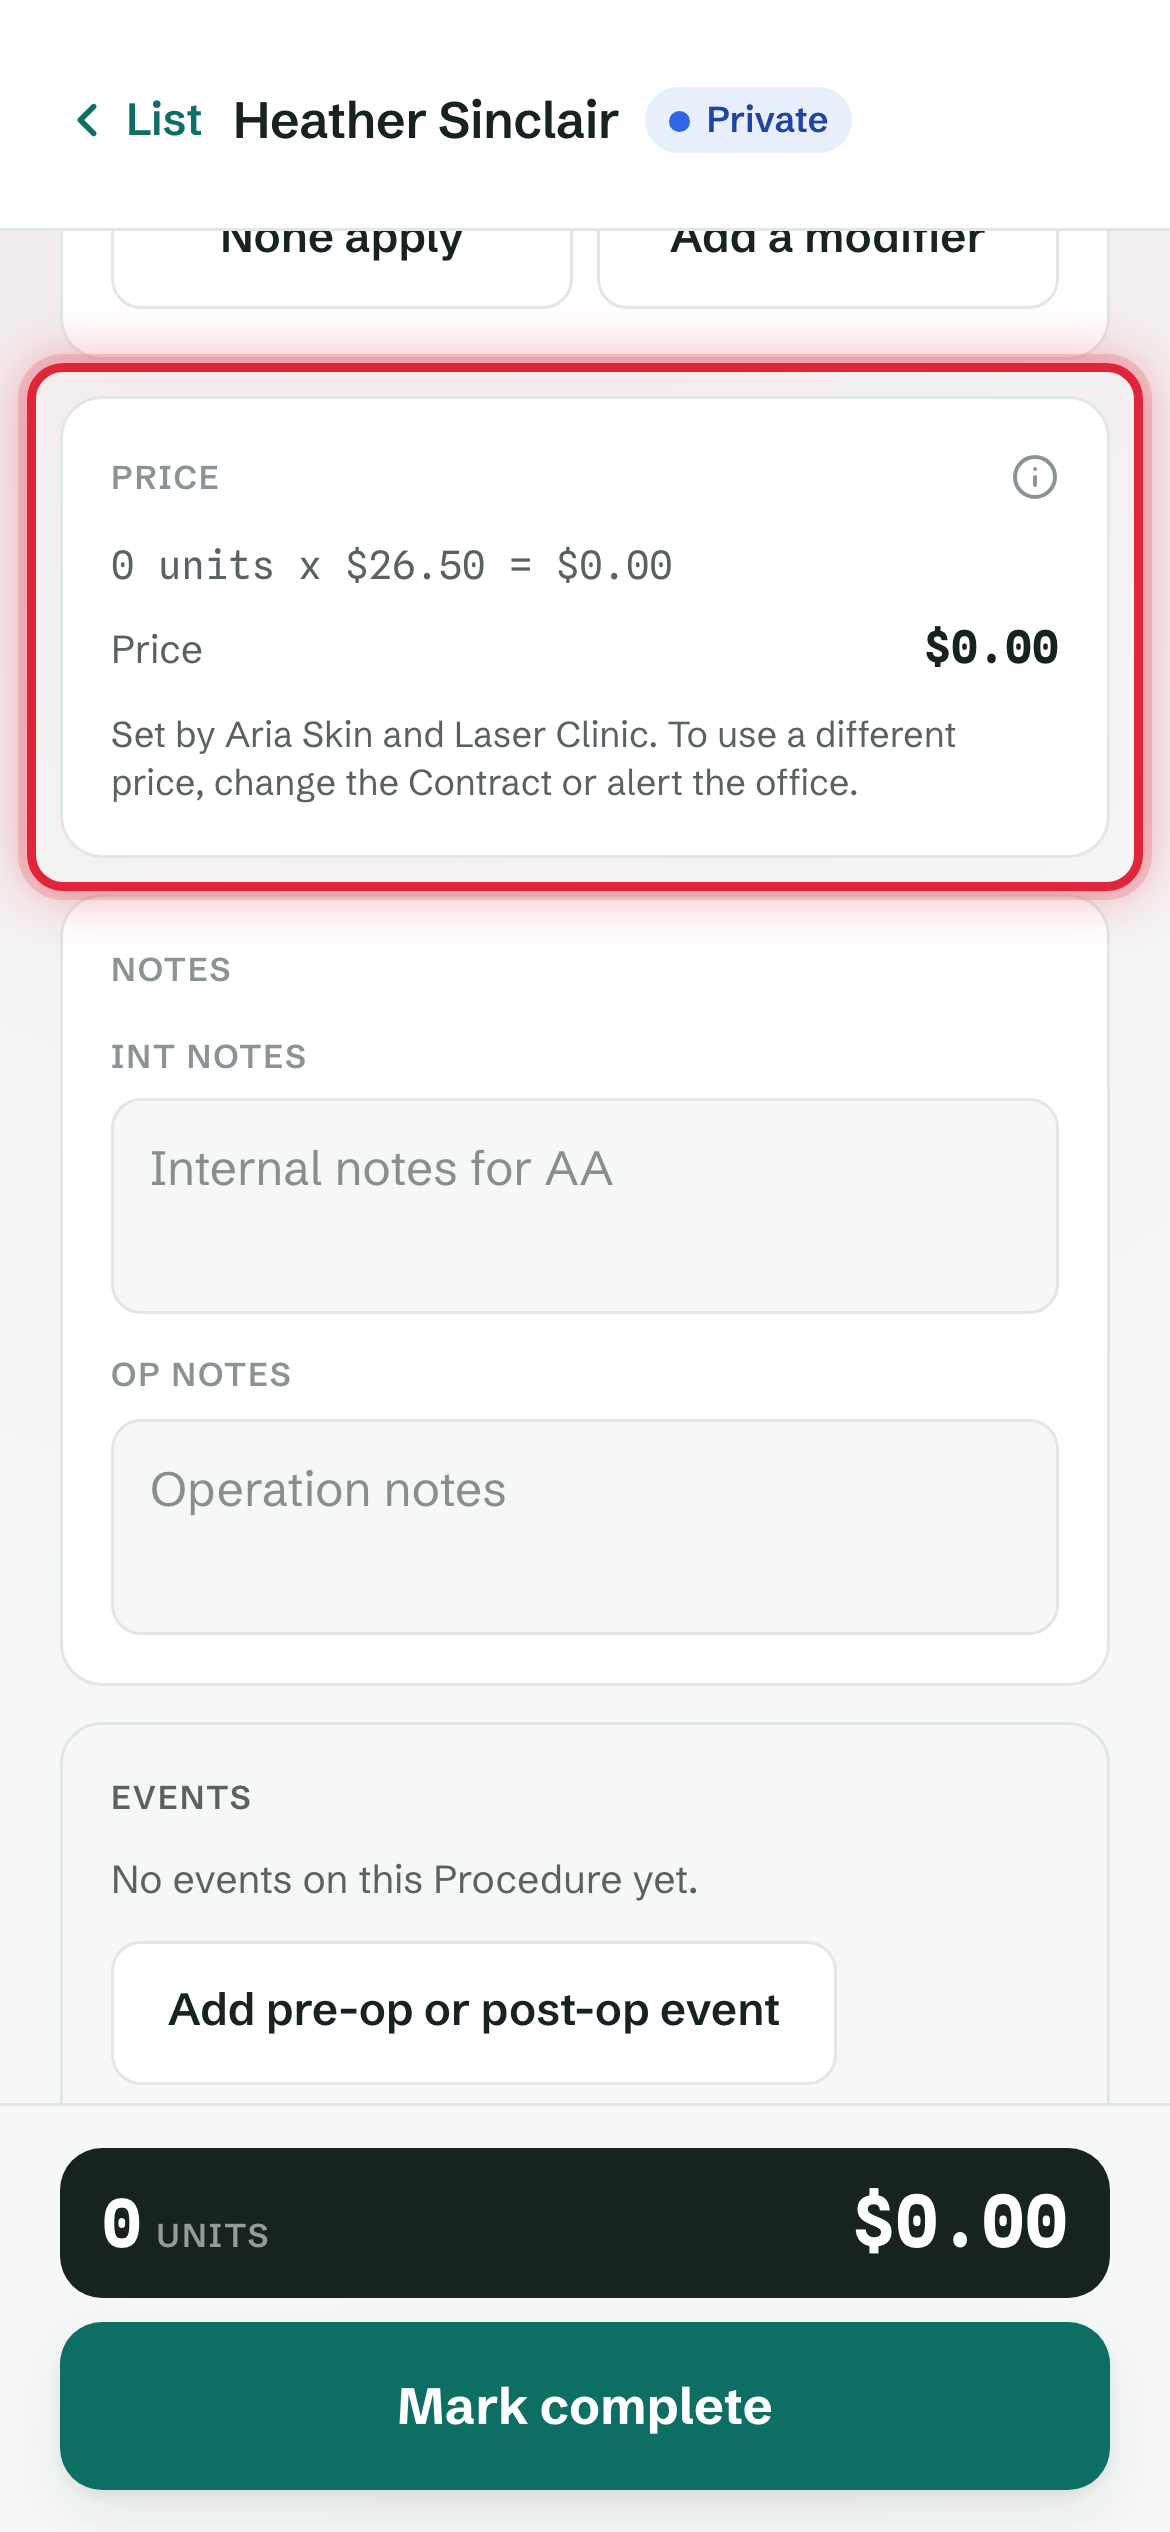 List Heather Sinclair Private
None apply Add a modifier
PRICE
0 units x $26.50 = $0.00
Price $0.00
Set by Aria Skin and Laser Clinic. To use a different
price, change the Contract or alert the office.
NOTES
INT NOTES
Internal notes for AA
OP NOTES
Operation notes
EVENTS
No events on this Procedure yet.
Add pre-op or post-op event
0 UNITS $0.00
Mark complete